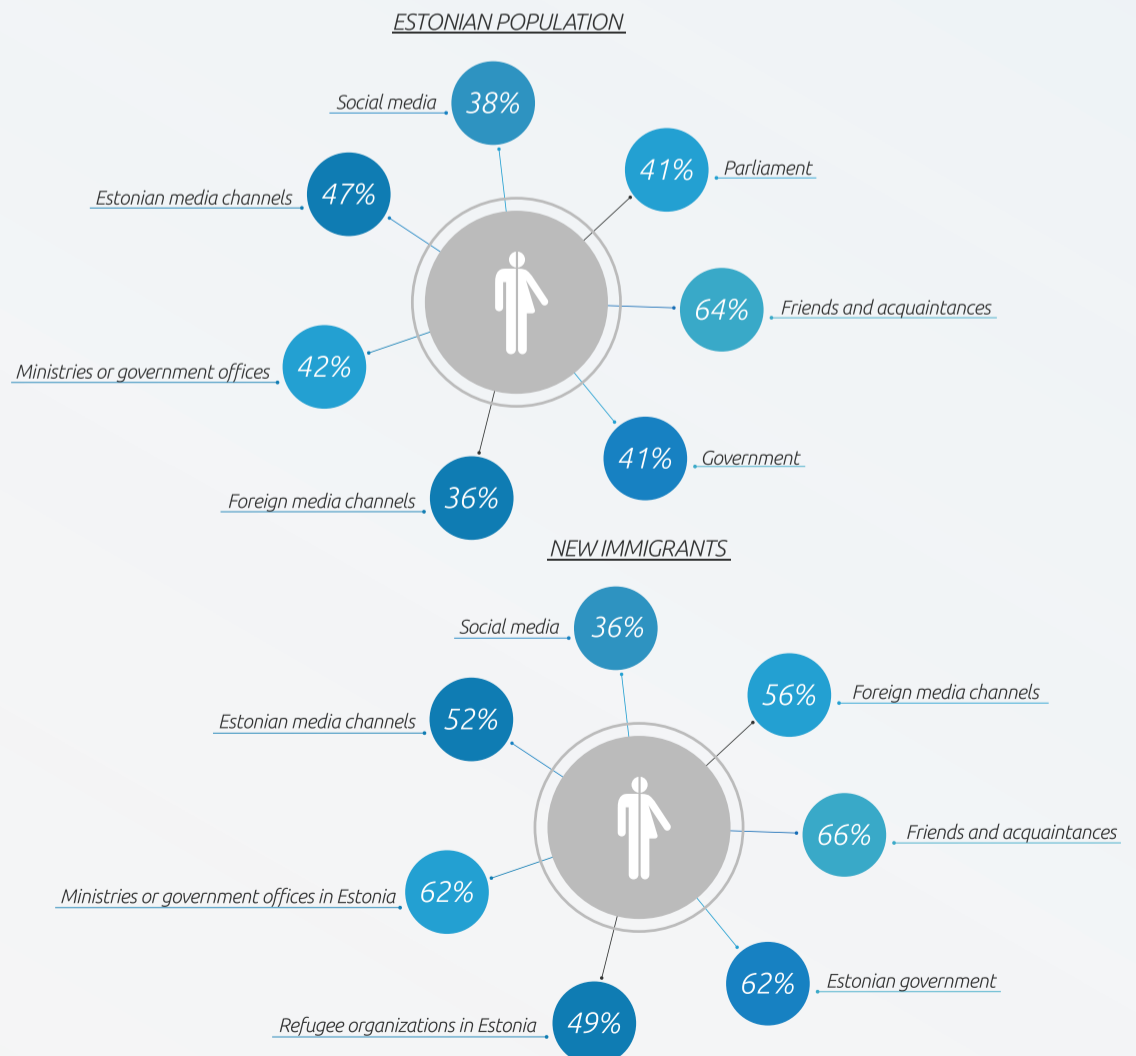 ESTONIAN POPULATION
Social media
38%
41%
Parliament
Estonian media channels
47%
64%
Friends and acquaintances
Ministries or government offices
42%
41%
Government
Foreign media channels
36%
NEW IMMIGRANTS
Social media
36%
56%
Foreign media channels
Estonian media channels
52%
66%
Friends and acquaintances
Ministries or government offices in Estonia
62%
62%
Estonian government
Refugee organizations in Estonia
49%